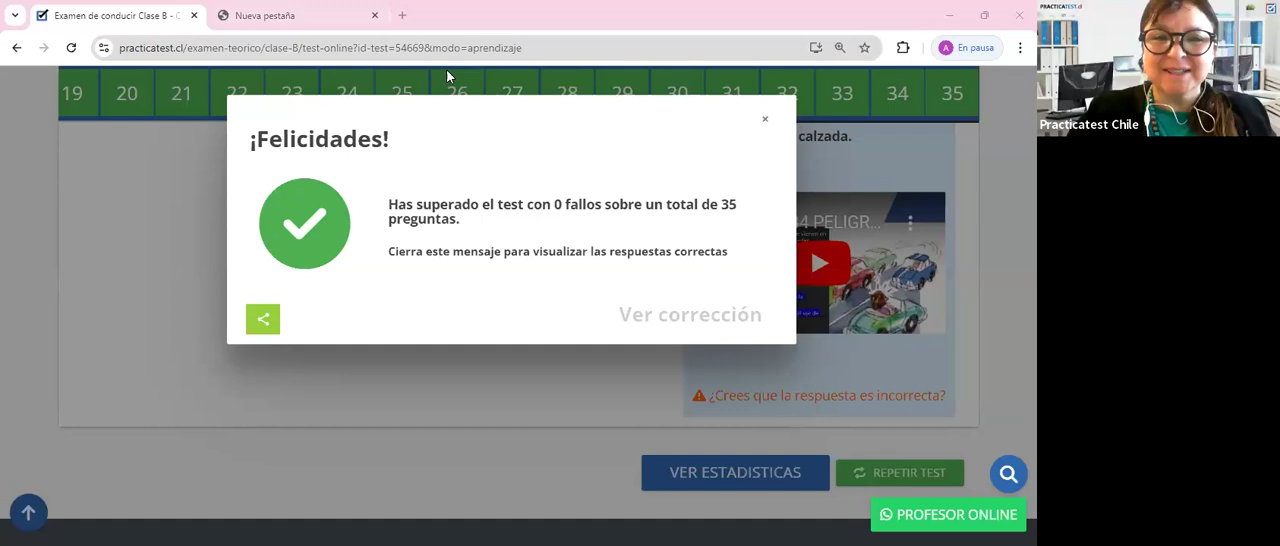 Examen de conducir Clase B - C
Nueva pestaña
practicatest.cl/examen-teorico/clase-B/test-online?id-test=54669&modo=aprendizaje
A En pausa
PRACTICATEST.cl
Practicatest Chile
19 20 21 22 23 24 25 26 27 28 29 30 31 32 33 34 35
calzada.
¡Felicidades!
Has superado el test con 0 fallos sobre un total de 35
preguntas.
Cierra este mensaje para visualizar las respuestas correctas
Ver corrección
34 PELIGR...
¿Crees que la respuesta es incorrecta?
VER ESTADISTICAS
REPETIR TEST
PROFESOR ONLINE